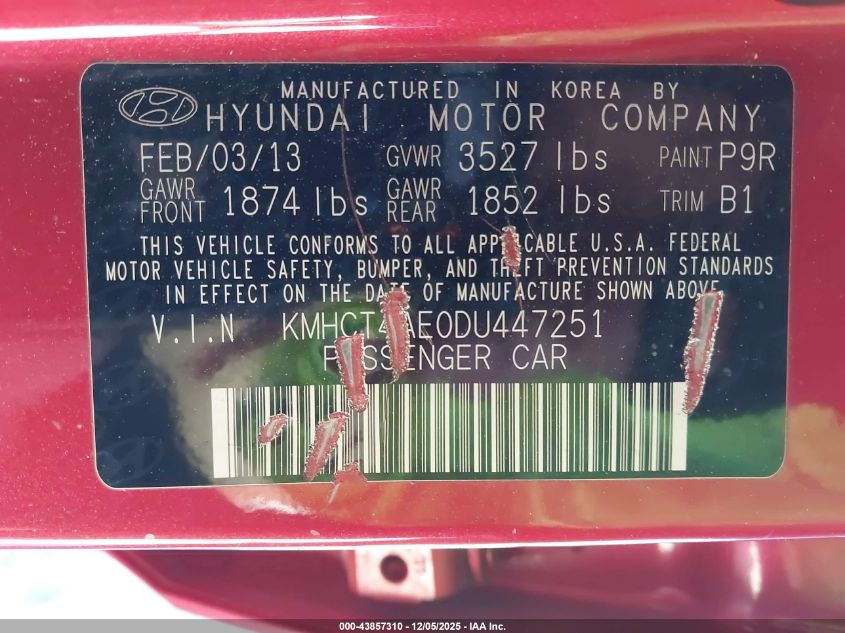 MANUFACTURED IN KOREA BY
HYUNDAI MOTOR COMPANY
FEB/03/13 GVWR 3527 lbs PAINT P9R
GAWR FRONT 1874 lbs GAWR REAR 1852 lbs TRIM B1
THIS VEHICLE CONFORMS TO ALL APPLICABLE U.S.A. FEDERAL
MOTOR VEHICLE SAFETY, BUMPER, AND THEFT PREVENTION STANDARDS
IN EFFECT ON THE DATE OF MANUFACTURE SHOWN ABOVE
V.I.N KMHCT4AE0DU447251
PASSENGER CAR
000-43857310 - 12/05/2025 - IAA Inc.